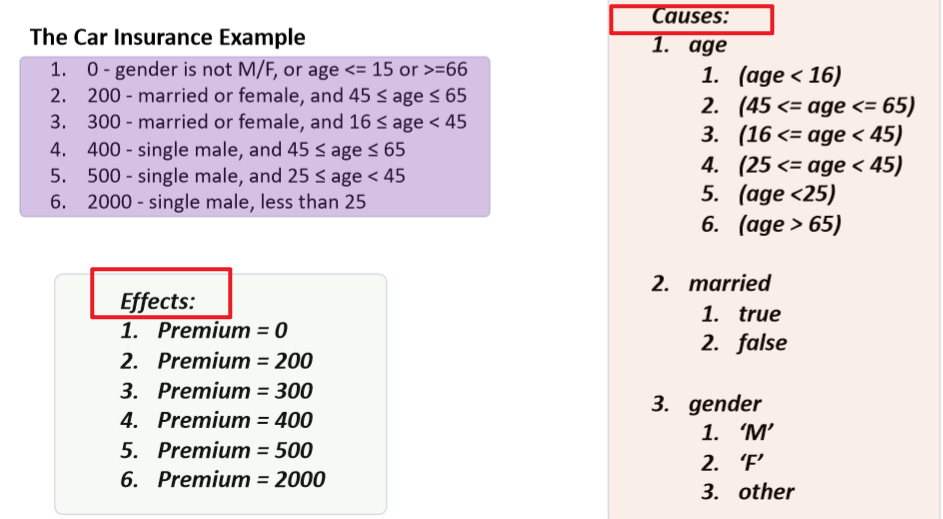 The Car Insurance Example
1. 0 - gender is not M/F, or age <= 15 or >=66
2. 200 - married or female, and 45 ≤ age ≤ 65
3. 300 - married or female, and 16 ≤ age < 45
4. 400 - single male, and 45 ≤ age ≤ 65
5. 500 - single male, and 25 ≤ age < 45
6. 2000 - single male, less than 25
Effects:
1. Premium = 0
2. Premium = 200
3. Premium = 300
4. Premium = 400
5. Premium = 500
6. Premium = 2000
Causes:
1. age
1. (age < 16)
2. (45 <= age <= 65)
3. (16 <= age < 45)
4. (25 <= age < 45)
5. (age <25)
6. (age > 65)
2. married
1. true
2. false
3. gender
1. ‘M’
2. ‘F’
3. other